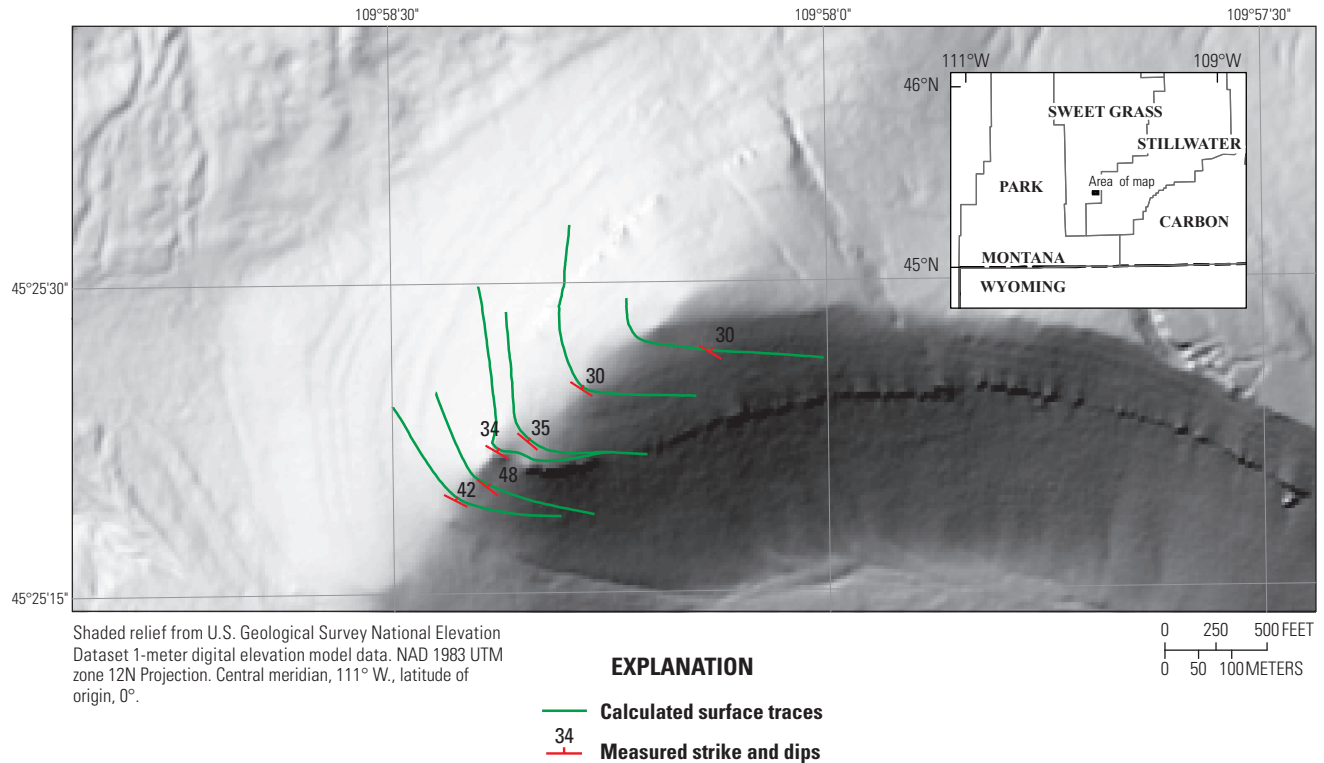 109°58'30"
109°58'0"
109°57'30"
111°W
109°W
46°N
SWEET GRASS
STILLWATER
Area of map
PARK
CARBON
45°N
MONTANA
WYOMING
45°25'30"
30
30
34
35
48
42
45°25'15"
Shaded relief from U.S. Geological Survey National Elevation
Dataset 1-meter digital elevation model data. NAD 1983 UTM
zone 12N Projection. Central meridian, 111° W., latitude of
origin, 0°.
0 250 500 FEET
0 50 100 METERS
EXPLANATION
Calculated surface traces
34
Measured strike and dips